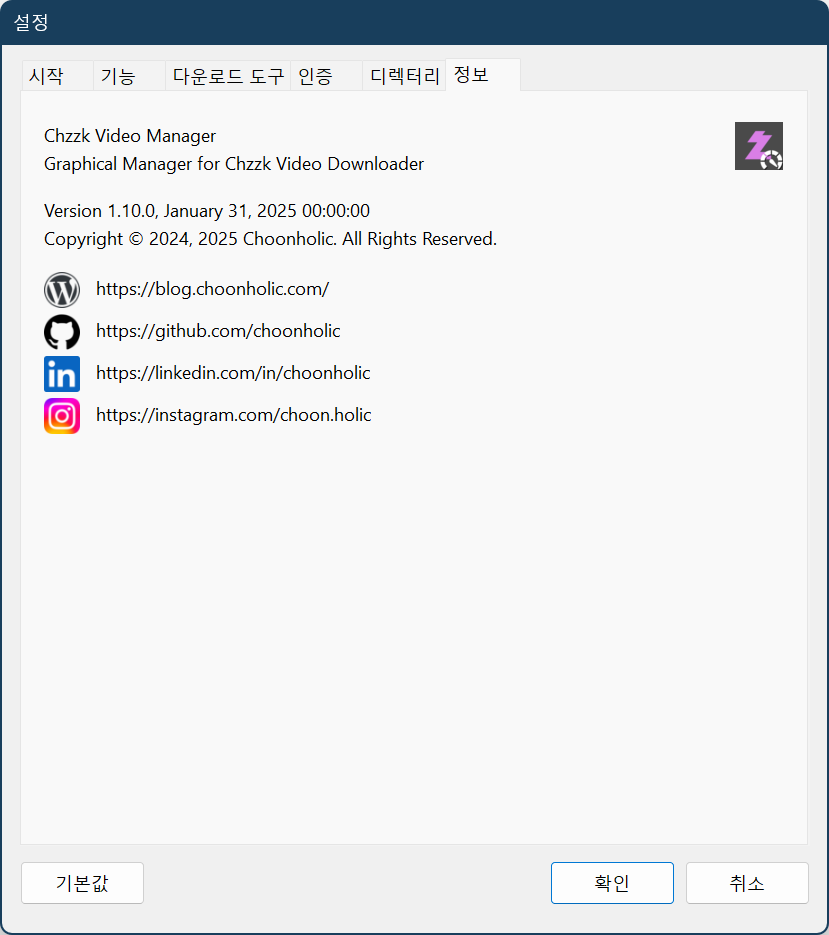 설정
시작 기능 다운로드 도구 인증 디렉터리 정보
Chzzk Video Manager
Graphical Manager for Chzzk Video Downloader
Version 1.10.0, January 31, 2025 00:00:00
Copyright © 2024, 2025 Choonholic. All Rights Reserved.
https://blog.choonholic.com/
https://github.com/choonholic
https://linkedin.com/in/choonholic
https://instagram.com/choon.holic
기본값 확인 취소